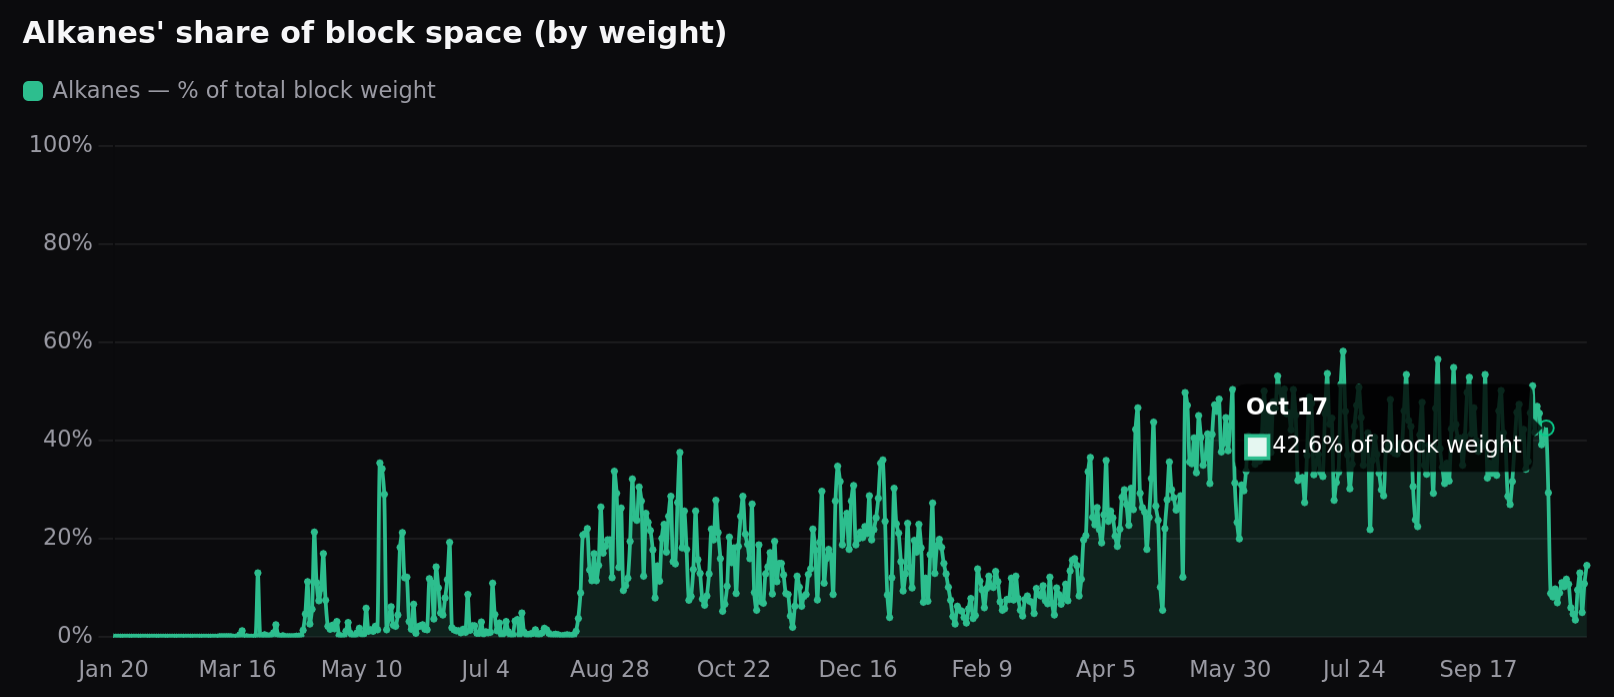 Alkanes' share of block space (by weight)
Alkanes — % of total block weight
100%
80%
60%
40%
20%
0%
Oct 17
42.6% of block weight
Jan 20 Mar 16 May 10 Jul 4 Aug 28 Oct 22 Dec 16 Feb 9 Apr 5 May 30 Jul 24 Sep 17